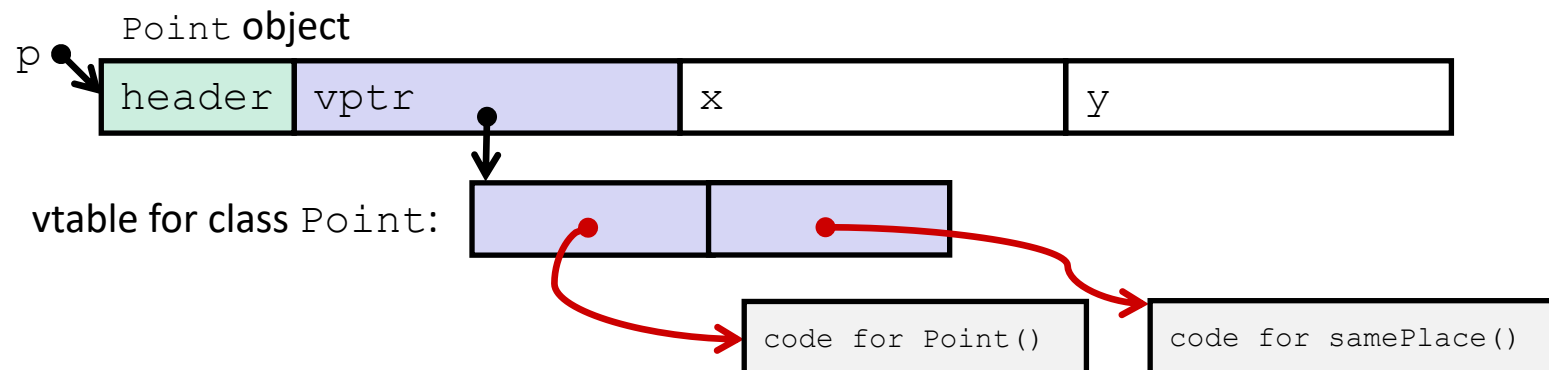 Point object
p
header vptr x y
vtable for class Point:
code for Point() code for samePlace()